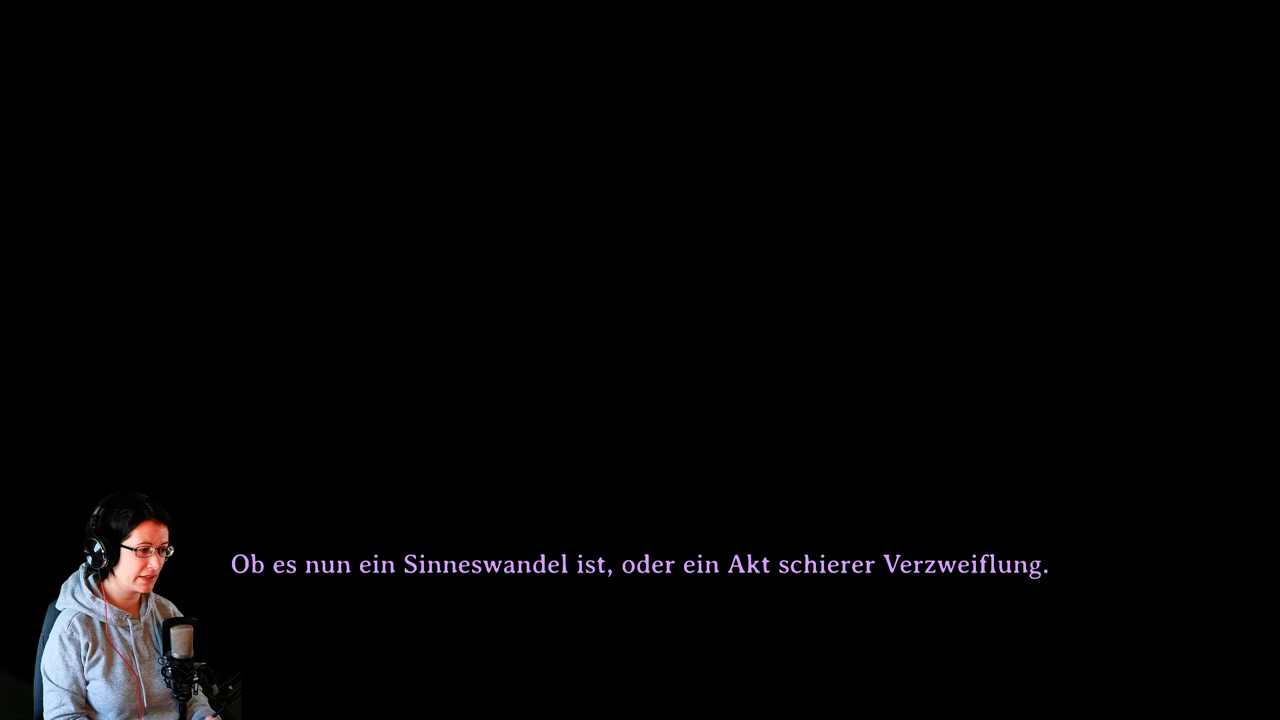 Ob es nun ein Sinneswandel ist, oder ein Akt schierer Verzweiflung.